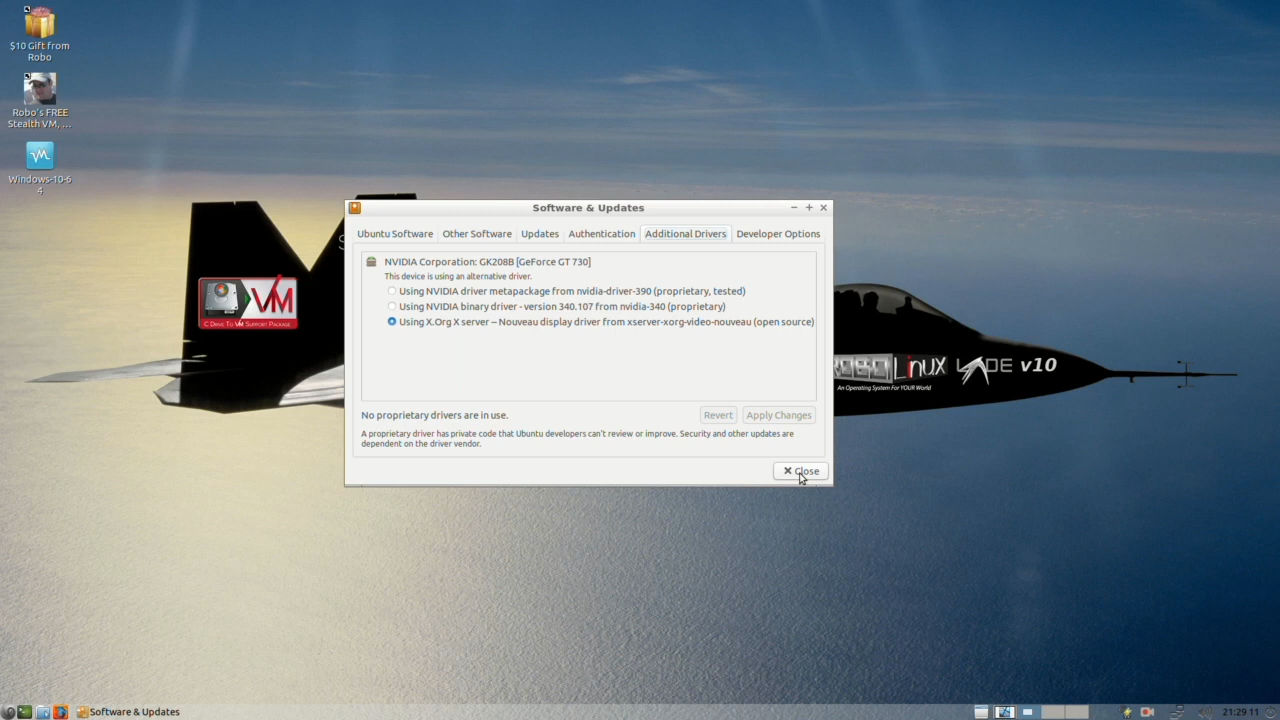 $10 Gift from
Robo
Robo's FREE
Stealth VM, ...
Windows-10-6
4
Software & Updates
Ubuntu Software
Other Software
Updates
Authentication
Additional Drivers
Developer Options
NVIDIA Corporation: GK208B [GeForce GT 730]
This device is using an alternative driver.
Using NVIDIA driver metapackage from nvidia-driver-390 (proprietary, tested)
Using NVIDIA binary driver - version 340.107 from nvidia-340 (proprietary)
Using X.Org X server – Nouveau display driver from xserver-xorg-video-nouveau (open source)
No proprietary drivers are in use.
Revert
Apply Changes
A proprietary driver has private code that Ubuntu developers can't review or improve. Security and other updates are
dependent on the driver vendor.
Close
VM
C DRIVE TO VM SUPPORT PACKAGE
ROBOLINUX
An Operating System For YOUR World
v10
Software & Updates
21:29 11